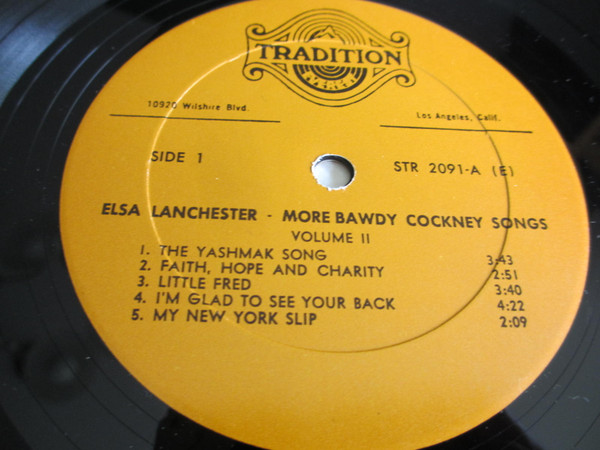 TRADITION
10920 Wilshire Blvd.
Los Angeles, Calif.
SIDE 1
STR 2091-A (E)
ELSA LANCHESTER - MORE BAWDY COCKNEY SONGS
VOLUME II
1. THE YASHMAK SONG 3:43
2. FAITH, HOPE AND CHARITY 2:51
3. LITTLE FRED 3:40
4. I'M GLAD TO SEE YOUR BACK 4:22
5. MY NEW YORK SLIP 2:09